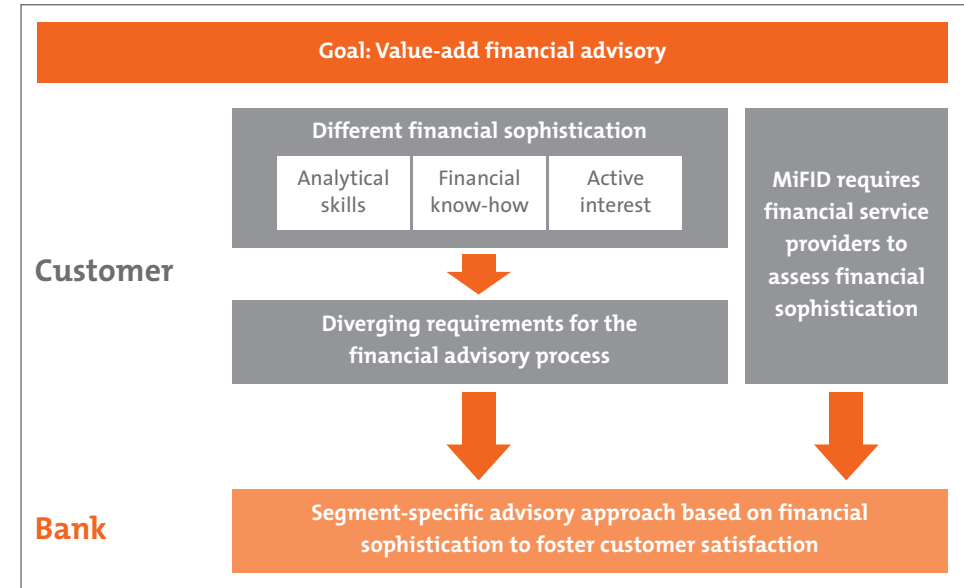 Goal: Value-add financial advisory
Different financial sophistication
Analytical
skills
Financial
know-how
Active
interest
MiFID requires
financial service
providers to
assess financial
sophistication
Customer
Diverging requirements for the
financial advisory process
Bank
Segment-specific advisory approach based on financial
sophistication to foster customer satisfaction